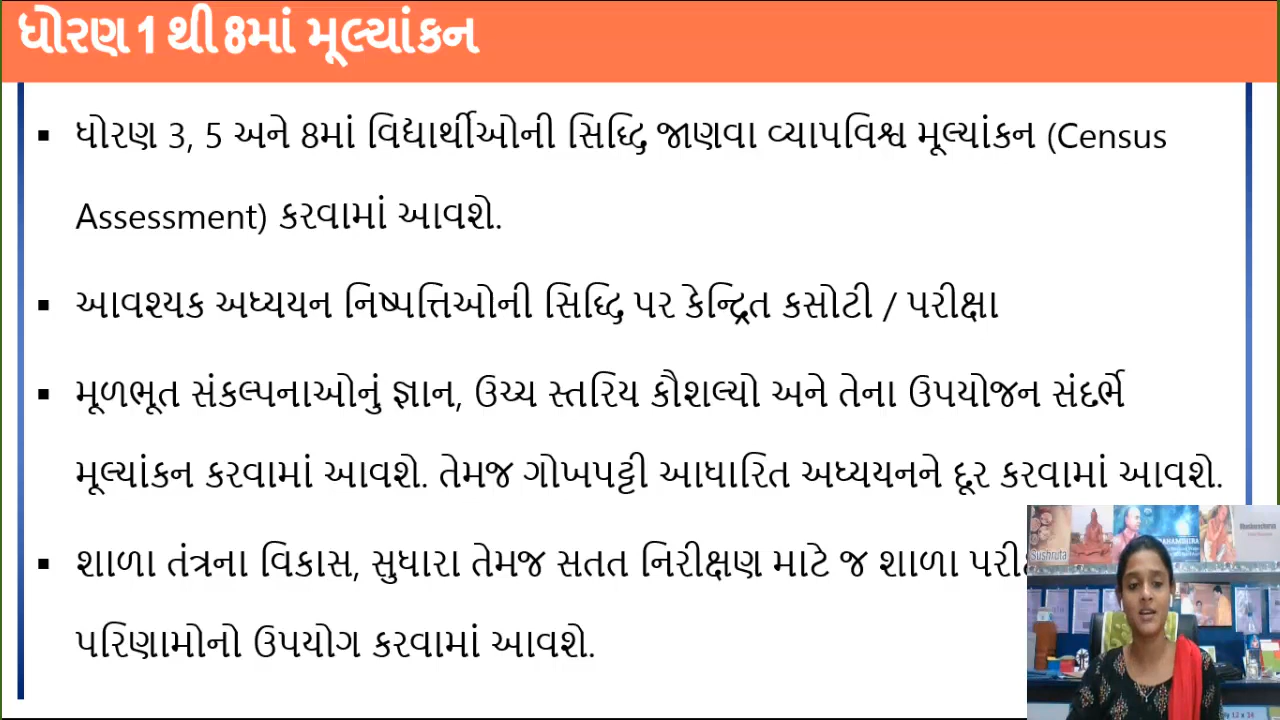 ધોરણ 1 થી 8માં મૂલ્યાંકન
▪ ધોરણ 3, 5 અને 8માં વિદ્યાર્થીઓની સિદ્ધિ જાણવા વ્યાપવિશ્વ મૂલ્યાંકન (Census
Assessment) કરવામાં આવશે.
▪ આવશ્યક અધ્યયન નિષ્પત્તિઓની સિદ્ધિ પર કેન્દ્રિત કસોટી / પરીક્ષા
▪ મૂળભૂત સંકલ્પનાઓનું જ્ઞાન, ઉચ્ચ સ્તરિય કૌશલ્યો અને તેના ઉપયોજન સંદર્ભે
મૂલ્યાંકન કરવામાં આવશે. તેમજ ગોખપટ્ટી આધારિત અધ્યયનને દૂર કરવામાં આવશે.
▪ શાળા તંત્રના વિકાસ, સુધારા તેમજ સતત નિરીક્ષણ માટે જ શાળા
પરિણામોનો ઉપયોગ કરવામાં આવશે.
Sushruta